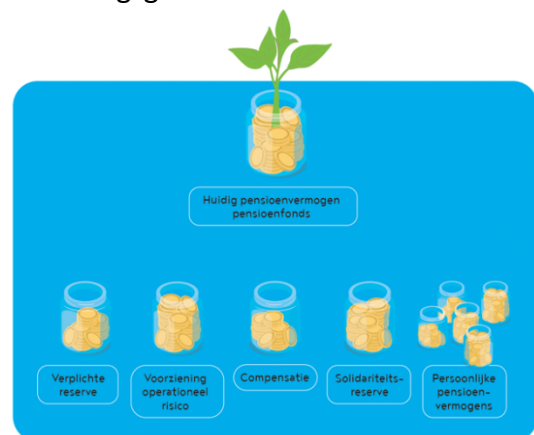 Huidig pensioenvermogen
pensioenfonds
Verplichte
reserve
Voorziening
operationeel
risico
Compensatie
Solidariteits-
reserve
Persoonlijke
pensioen-
vermogens